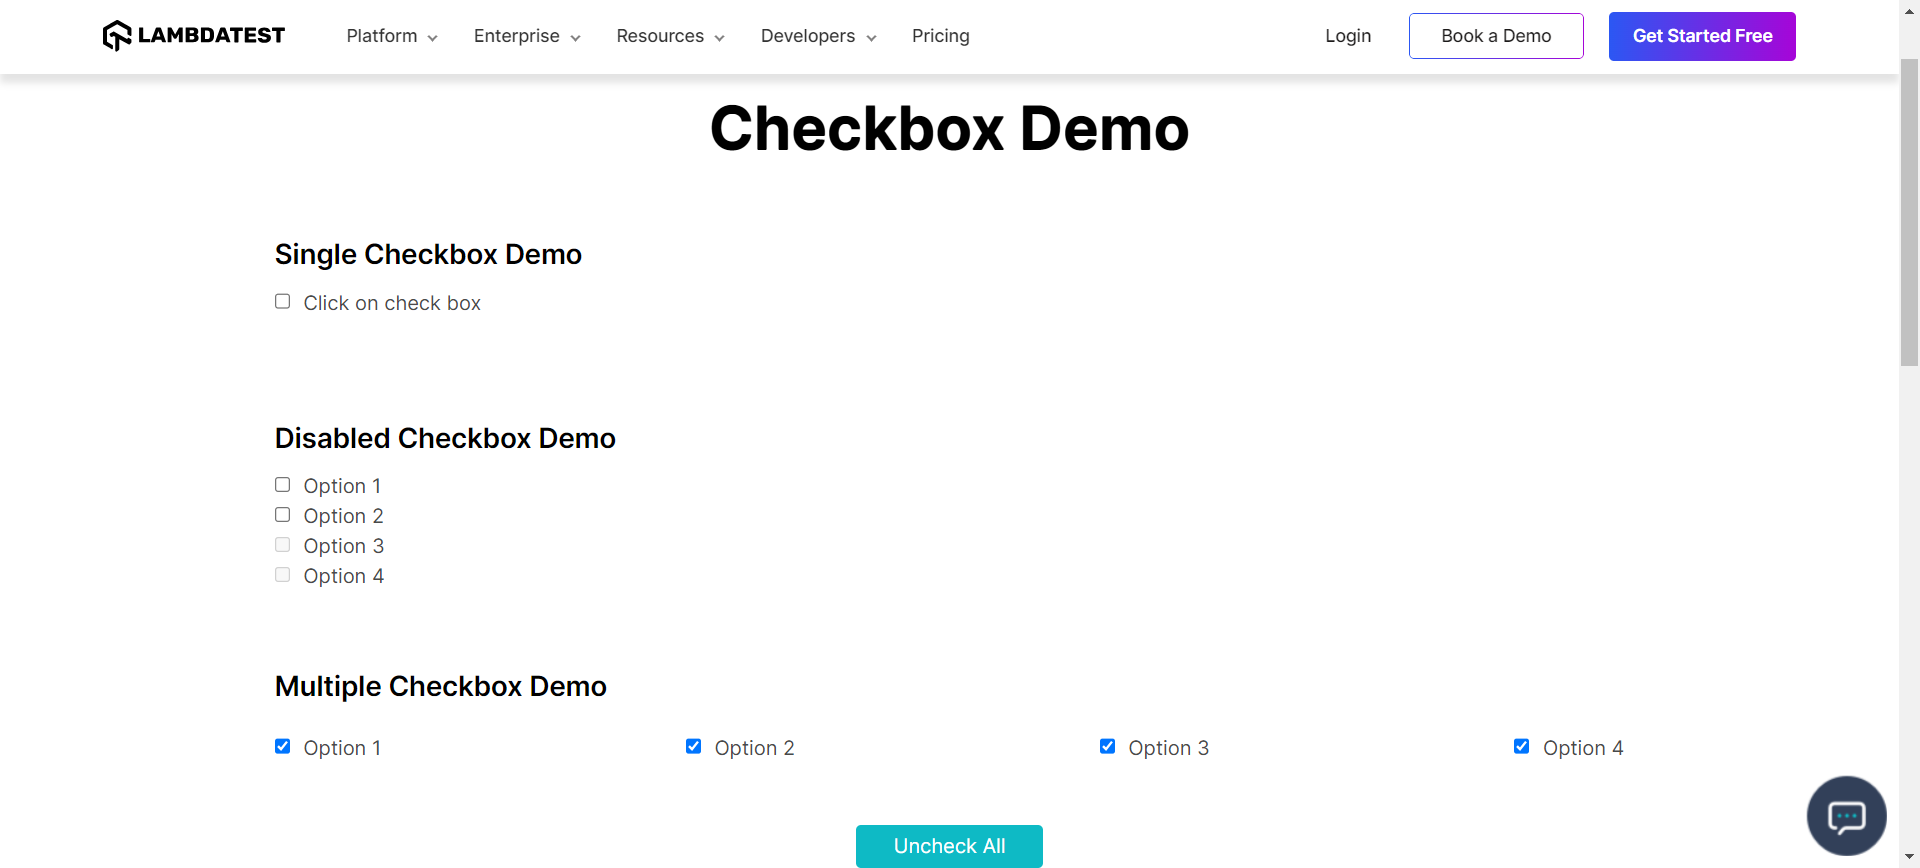 LAMBDATEST Platform Enterprise Resources Developers Pricing Login Book a Demo Get Started Free
Checkbox Demo
Single Checkbox Demo
Click on check box
Disabled Checkbox Demo
Option 1
Option 2
Option 3
Option 4
Multiple Checkbox Demo
Option 1 Option 2 Option 3 Option 4
Uncheck All